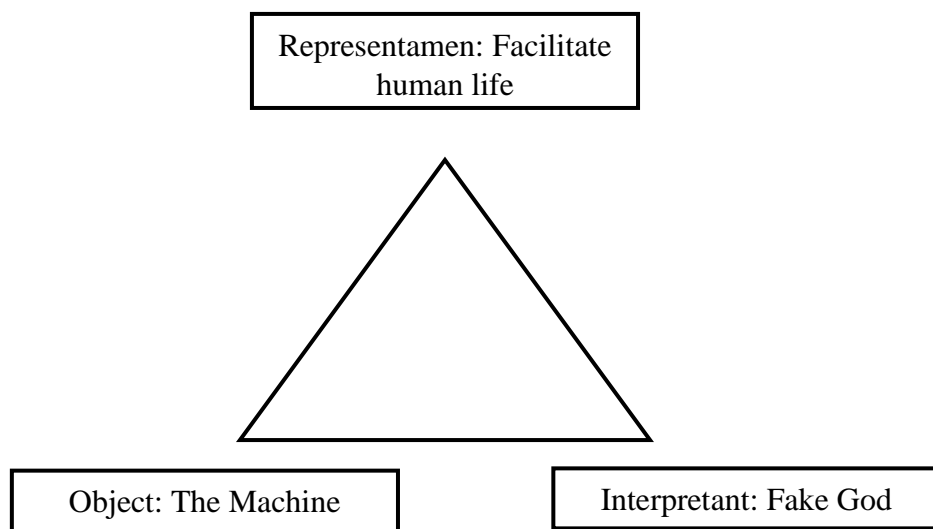 Representamen: Facilitate
human life
Object: The Machine
Interpretant: Fake God